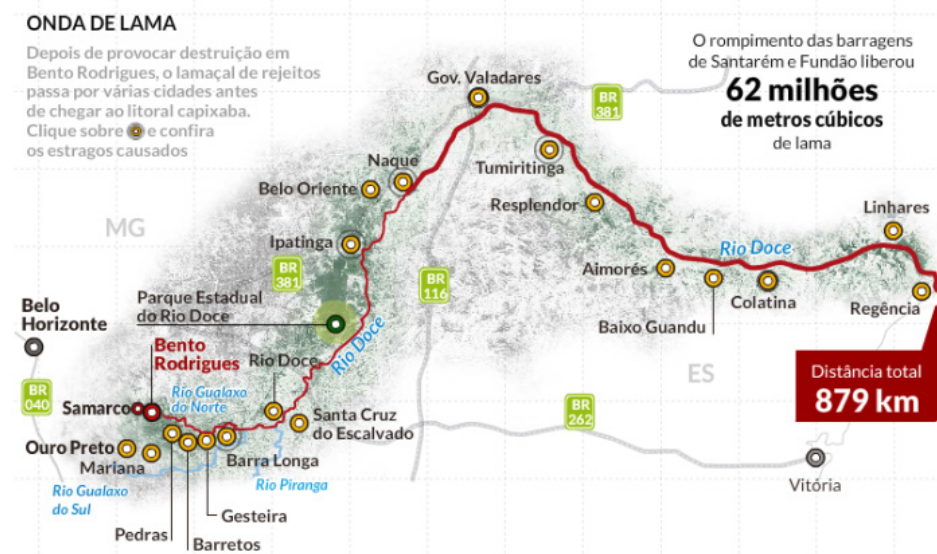 ONDA DE LAMA
Depois de provocar destruição em
Bento Rodrigues, o lamaçal de rejeitos
passa por várias cidades antes
de chegar ao litoral capixaba.
Clique sobre e confira
os estragos causados
O rompimento das barragens
de Santarém e Fundão liberou
62 milhões
de metros cúbicos
de lama
Gov. Valadares
BR
381
Naque
Tumiritinga
Belo Oriente
Resplendor
Linhares
MG
Ipatinga
Rio Doce
BR
381
Aimorés
BR
116
Parque Estadual
do Rio Doce
Colatina
Regência
Baixo Guandu
Belo
Horizonte
Bento
Rodrigues
Rio Doce
Rio Doce
ES
Distância total
879 km
BR
040
Rio Gualaxo
do Norte
Samarco
Santa Cruz
do Escalvado
BR
262
Ouro Preto
Mariana
Barra Longa
Rio Gualaxo
do Sul
Rio Piranga
Vitória
Gesteira
Pedras
Barretos